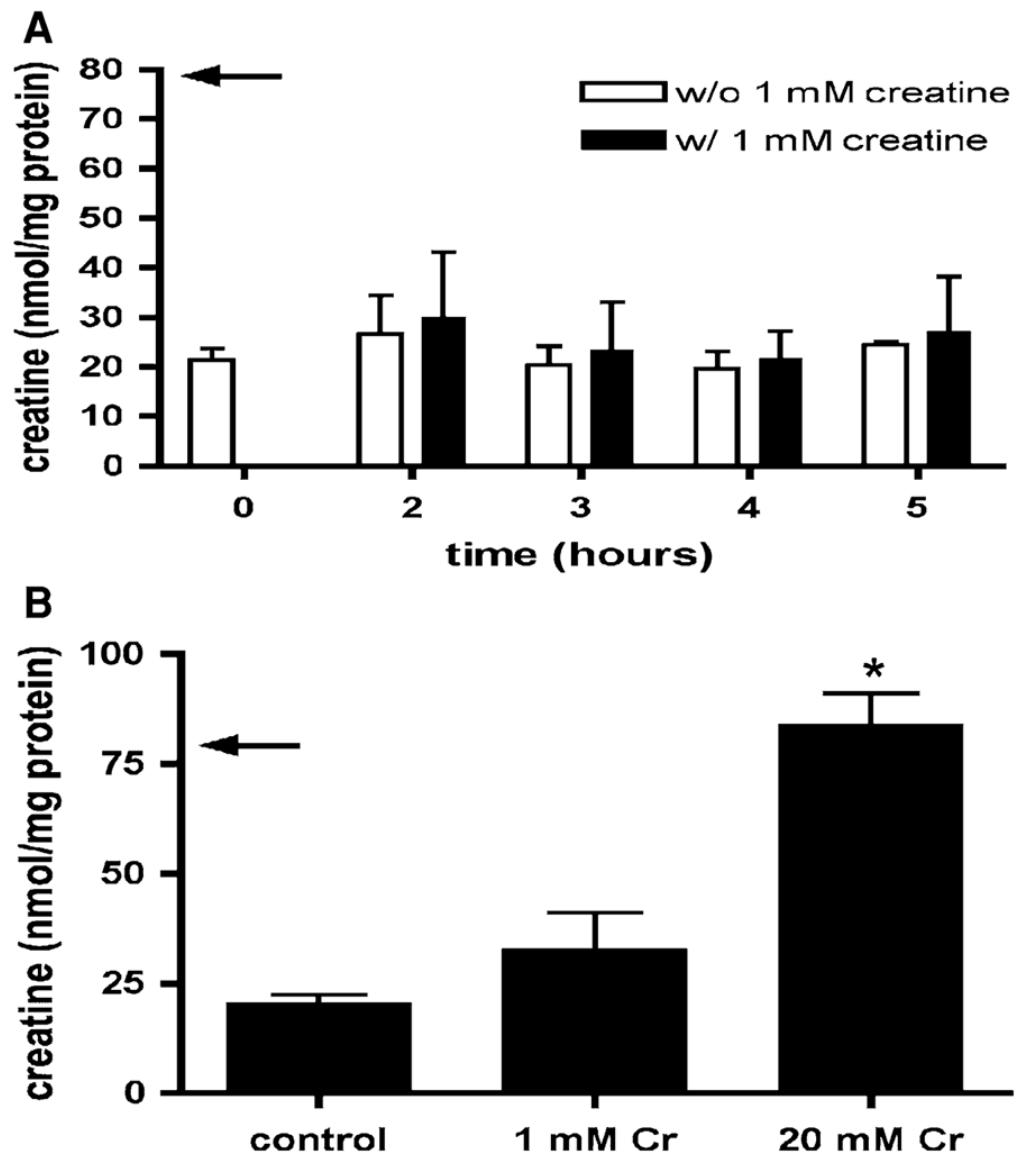 A
creatine (nmol/mg protein)
80
70
60
50
40
30
20
10
0
w/o 1 mM creatine
w/ 1 mM creatine
0 2 3 4 5
time (hours)
B
creatine (nmol/mg protein)
100
75
50
25
0
*
control 1 mM Cr 20 mM Cr